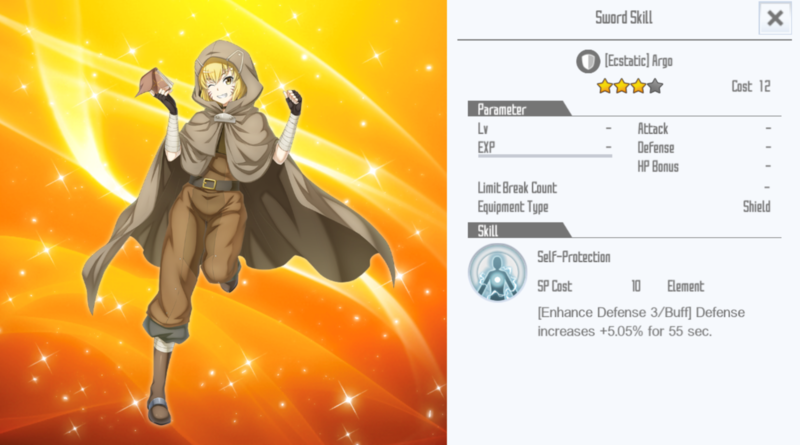 Sword Skill
[Ecstatic] Argo
Cost 12
Parameter
Lv - Attack -
EXP - Defense -
HP Bonus -
Limit Break Count -
Equipment Type Shield
Skill
Self-Protection
SP Cost 10 Element
[Enhance Defense 3/Buff] Defense
increases +5.05% for 55 sec.